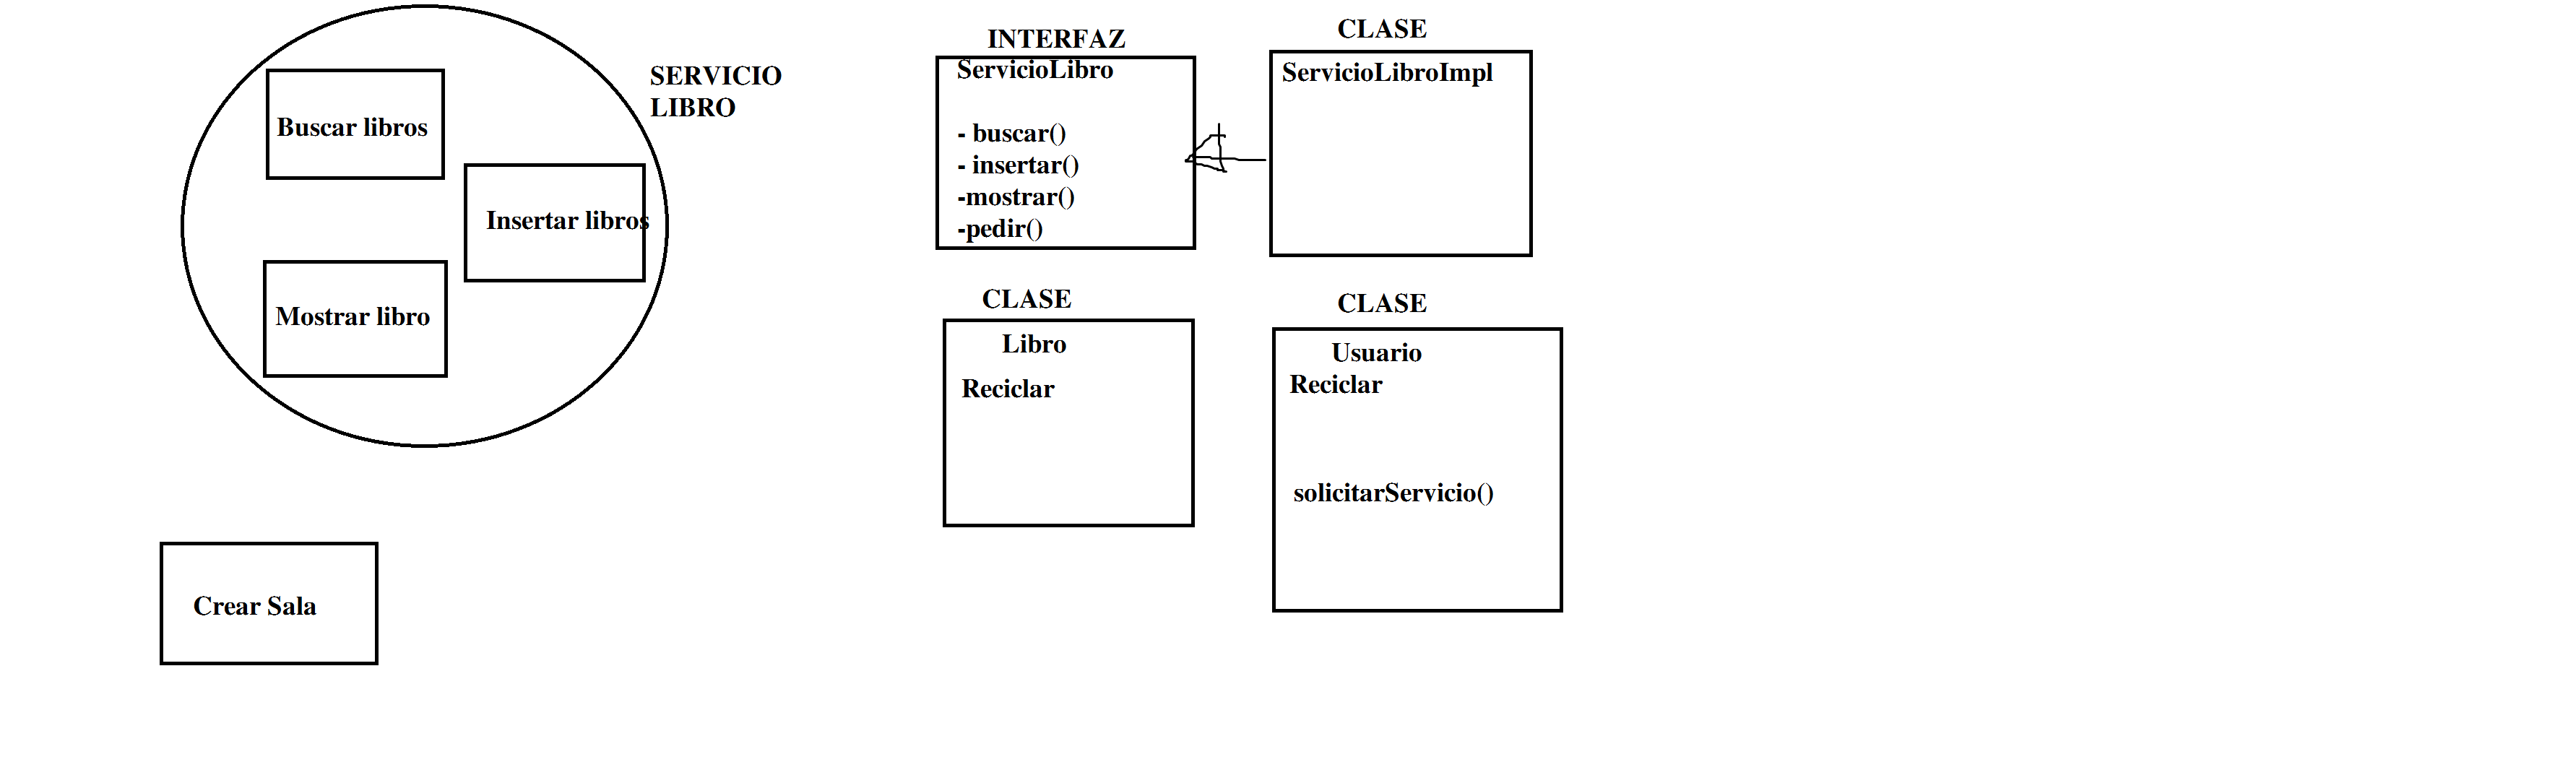 SERVICIO
LIBRO
Buscar libros
Insertar libros
Mostrar libro
Crear Sala
INTERFAZ
ServicioLibro
- buscar()
- insertar()
-mostrar()
-pedir()
CLASE
ServicioLibroImpl
CLASE
Libro
Reciclar
CLASE
Usuario
Reciclar
solicitarServicio()